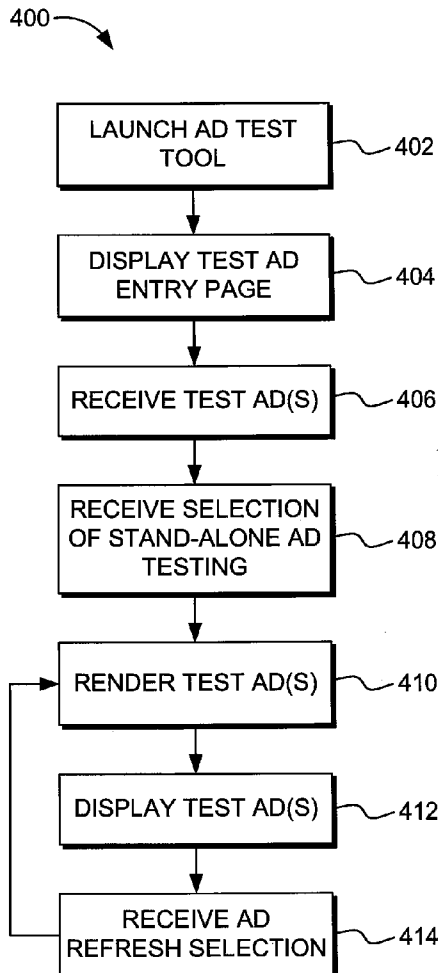 400
LAUNCH AD TEST
TOOL
402
DISPLAY TEST AD
ENTRY PAGE
404
RECEIVE TEST AD(S)
406
RECEIVE SELECTION
OF STAND-ALONE AD
TESTING
408
RENDER TEST AD(S)
410
DISPLAY TEST AD(S)
412
RECEIVE AD
REFRESH SELECTION
414